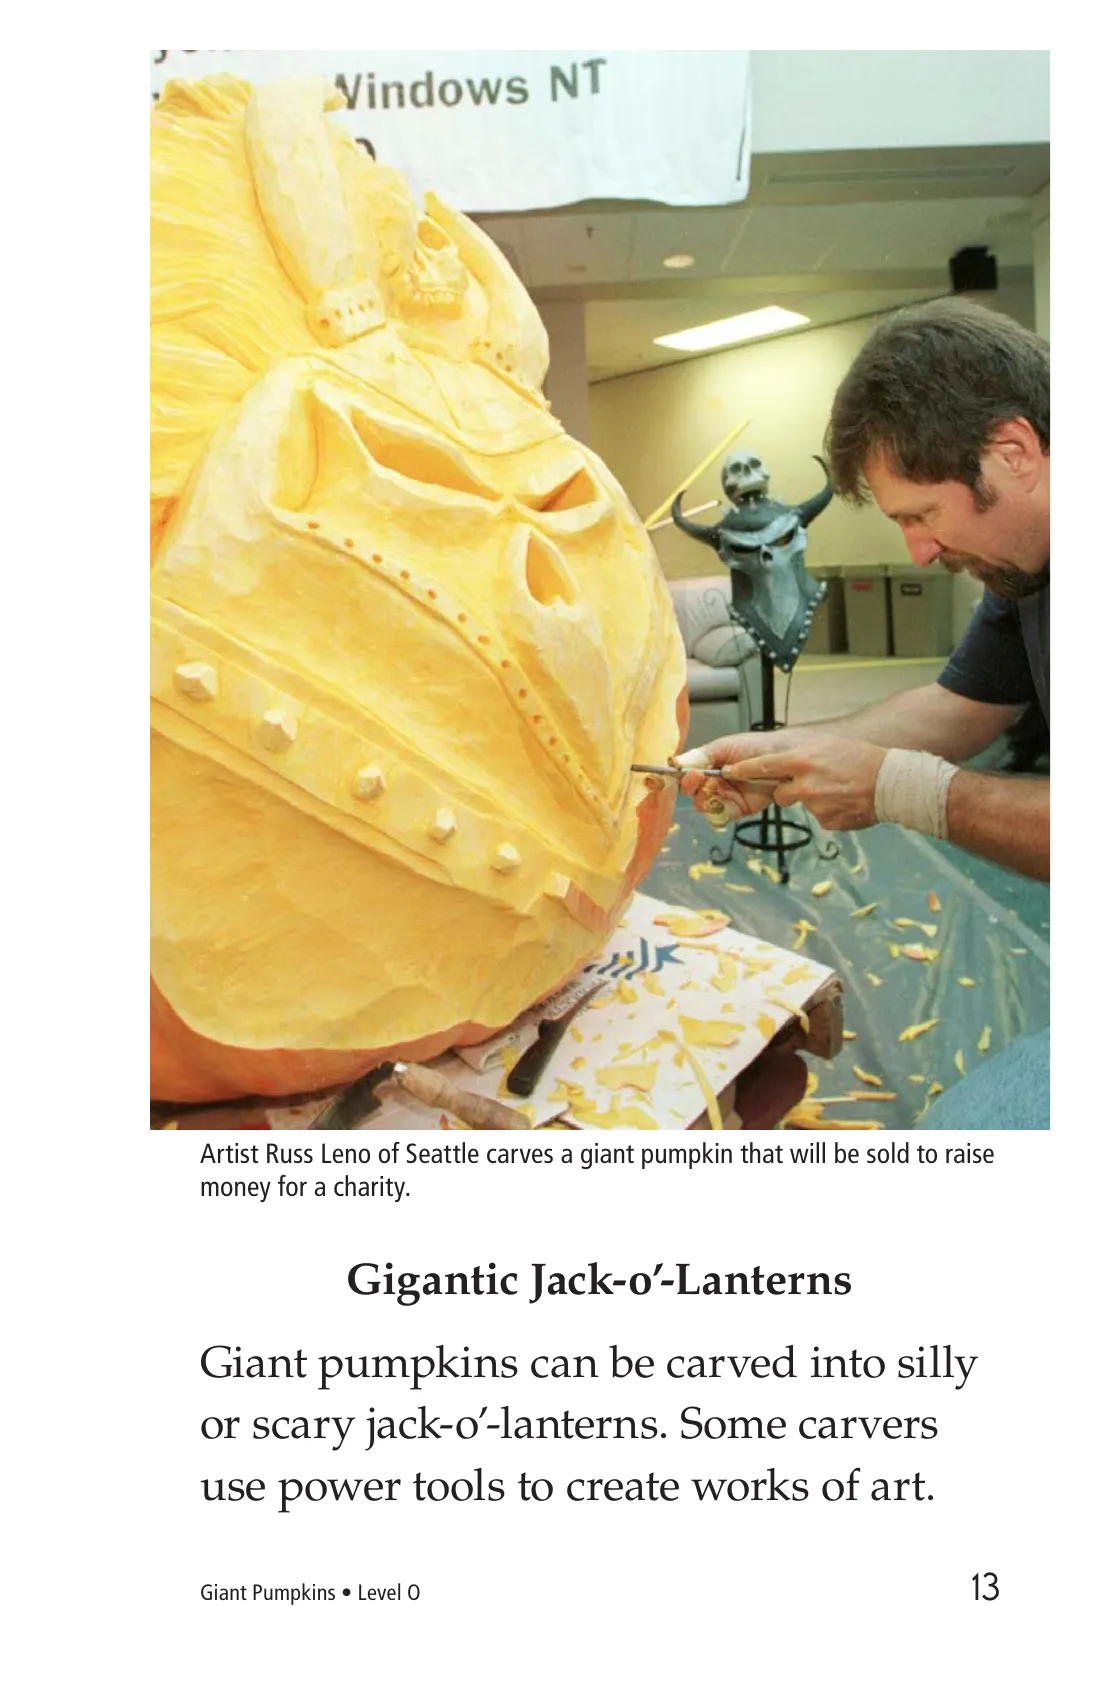 Windows NT
Artist Russ Leno of Seattle carves a giant pumpkin that will be sold to raise
money for a charity.
Gigantic Jack-o’-Lanterns
Giant pumpkins can be carved into silly
or scary jack-o’-lanterns. Some carvers
use power tools to create works of art.
Giant Pumpkins • Level O
13